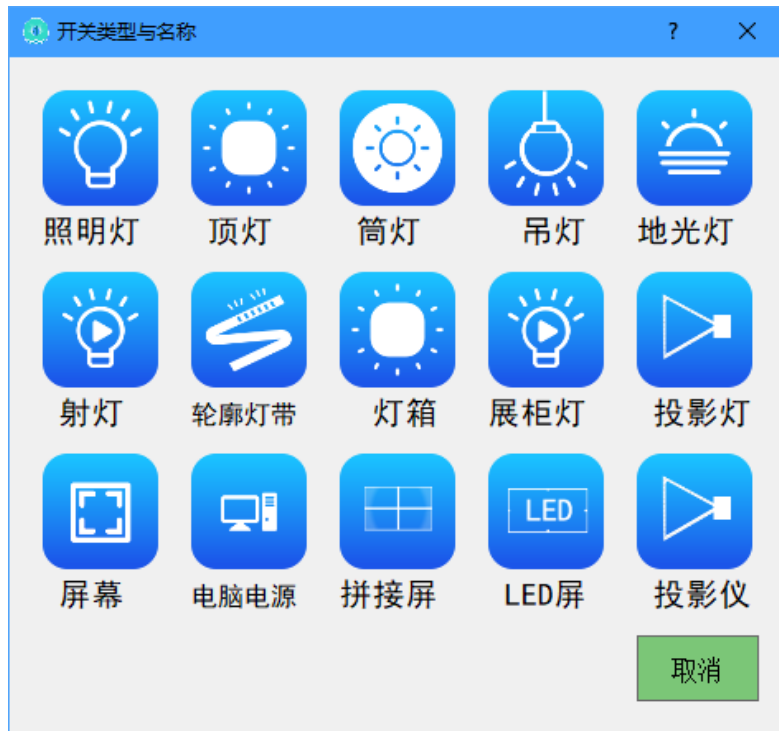 开关类型与名称 ?
照明灯 顶灯 筒灯 吊灯 地光灯
射灯 轮廓灯带 灯箱 展柜灯 投影灯
LED
屏幕 电脑电源 拼接屏 LED屏 投影仪
取消